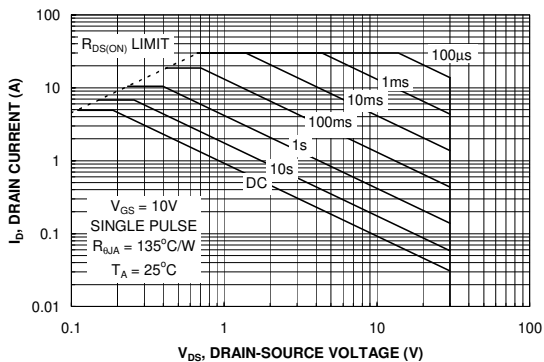 100
10
1
0.1
0.01
I_D, DRAIN CURRENT (A)
R_DS(ON) LIMIT
100μs
1ms
10ms
100ms
1s
10s
DC
V_GS = 10V
SINGLE PULSE
R_θJA = 135°C/W
T_A = 25°C
0.1
1
10
100
V_DS, DRAIN-SOURCE VOLTAGE (V)